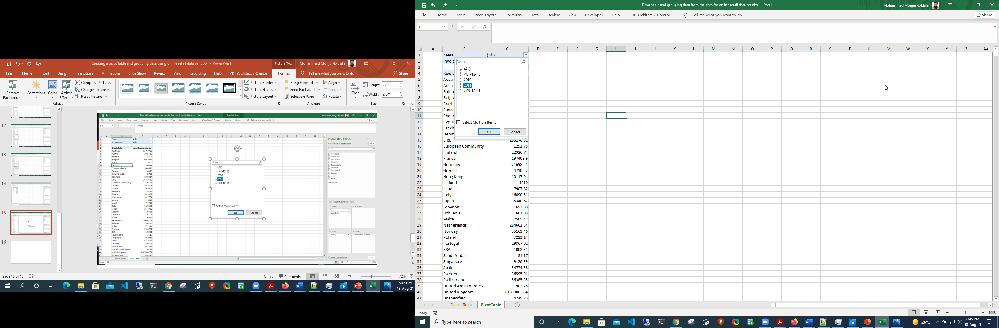 Creating a pivot table and grouping data using online retail data set.pptx - PowerPoint
Picture To...
Mohammad Monjur-E-Elahi
File Home Insert Design Transitions Animations Slide Show Review View Recording Help PDF Architect 7 Creator Format Tell me what you want to do Share
Remove Background
Corrections
Color
Artistic Effects
Compress Pictures
Change Picture
Reset Picture
Adjust
Picture Styles
Picture Border
Picture Effects
Picture Layout
Bring Forward
Send Backward
Selection Pane
Align
Group
Rotate
Arrange
Crop
Height: 2.83"
Width: 2.54"
Size
12
13
14
15
16
Pivot table and grouping data from the data for online retail data set.xlsx - Excel
PivotTable Tools
Mohammad Monjur-E-Elahi
File Home Insert Page Layout Formulas Data Review View Developer Help PDF Architect 7 Creator Analyze Design Tell me what you want to do Share
B10
Canada
A B C D E F G H I J K L M N O P Q R S T U
1 Years (All)
2 InvoiceDate (All)
3
4 Row Labels Sum of order amount
5 Australia 137077.27
6 Austria 10154.32
7 Bahrain 548.4
8 Belgium 40910.96
9 Brazil 1143.6
10 Canada 3666.38
11 Channel Islands 20086.29
12 Cyprus 12946.29
13 Czech Republic 707.72
14 Denmark 18768.14
15 EIRE 263276.82
16 European Community 1291.75
17 Finland 22326.74
18 France 197403.9
19 Germany 221698.21
20 Greece 4710.52
21 Hong Kong 10117.04
22 Iceland 4310
23 Israel 7907.82
24 Italy 16890.51
25 Japan 35340.62
26 Lebanon 1693.88
27 Lithuania 1661.06
28 Malta 2505.47
29 Netherlands 284661.54
30 Norway 35163.46
31 Poland 7213.14
32 Portugal 29367.02
33 RSA 1002.31
34 Saudi Arabia 131.17
35 Singapore 9120.39
36 Spain 54774.58
37 Sweden 36595.91
38 Switzerland 56385.35
39 United Arab Emirates 1902.28
40 United Kingdom 8187806.364
41 Unspecified 4749.79
Search
(All)
<01-12-10
2010
2011
>09-12-11
Select Multiple Items
OK Cancel
PivotTable Fields
Choose fields to add to report:
Search
InvoiceNo
StockCode
Description
Quantity
InvoiceDate
UnitPrice
CustomerID
Country
order amount
Years
More Tables...
Drag fields between areas below:
Filters
Columns
Years
InvoiceDate
Rows
Values
Country
Sum of order amount
Defer Layout Update
Update
Online Retail PivotTable
Ready
100%
Slide 15 of 16
Notes Comments 72%
6:45 PM
18-Aug-21
Pivot table and grouping data from the data for online retail data set.xlsx - Excel
Mohammad Monjur-E-Elahi
File Home Insert Page Layout Formulas Data Review View Developer Help PDF Architect 7 Creator Tell me what you want to do Share
H11
fx
A B C D E F G H I J K L M N O P Q R S T U V W X Y Z AA
1 Years (All)
2 Invoic
3
4 Row L
5 Austra
6 Austri
7 Bahra
8 Belgiu
9 Brazil
10 Canad
11 Chann
12 Cypru
13 Czech
14 Denm
Search
(All)
<01-12-10
2010
2011
>09-12-11
Select Multiple Items
OK Cancel
15 EIRE 263276.82
16 European Community 1291.75
17 Finland 22326.74
18 France 197403.9
19 Germany 221698.21
20 Greece 4710.52
21 Hong Kong 10117.04
22 Iceland 4310
23 Israel 7907.82
24 Italy 16890.51
25 Japan 35340.62
26 Lebanon 1693.88
27 Lithuania 1661.06
28 Malta 2505.47
29 Netherlands 284661.54
30 Norway 35163.46
31 Poland 7213.14
32 Portugal 29367.02
33 RSA 1002.31
34 Saudi Arabia 131.17
35 Singapore 9120.39
36 Spain 54774.58
37 Sweden 36595.91
38 Switzerland 56385.35
39 United Arab Emirates 1902.28
40 United Kingdom 8187806.364
41 Unspecified 4749.79
Online Retail PivotTable
Ready
100%
Type here to search
26°C
6:45 PM
18-Aug-21